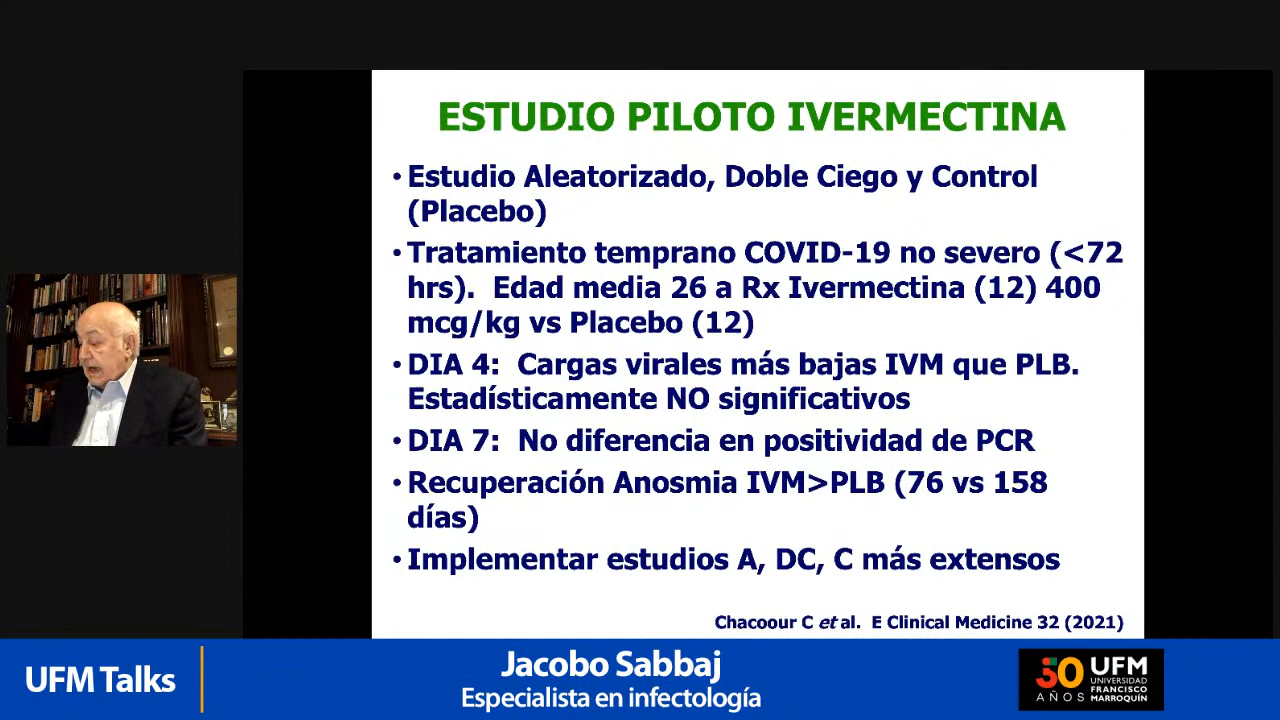 ESTUDIO PILOTO IVERMECTINA
• Estudio Aleatorizado, Doble Ciego y Control
(Placebo)
• Tratamiento temprano COVID-19 no severo (<72
hrs). Edad media 26 a Rx Ivermectina (12) 400
mcg/kg vs Placebo (12)
• DIA 4: Cargas virales más bajas IVM que PLB.
Estadísticamente NO significativos
• DIA 7: No diferencia en positividad de PCR
• Recuperación Anosmia IVM>PLB (76 vs 158
días)
• Implementar estudios A, DC, C más extensos
Chacoour C et al. E Clinical Medicine 32 (2021)
UFM Talks
Jacobo Sabbaj
Especialista en infectología
50
AÑOS
UFM
UNIVERSIDAD
FRANCISCO
MARROQUÍN